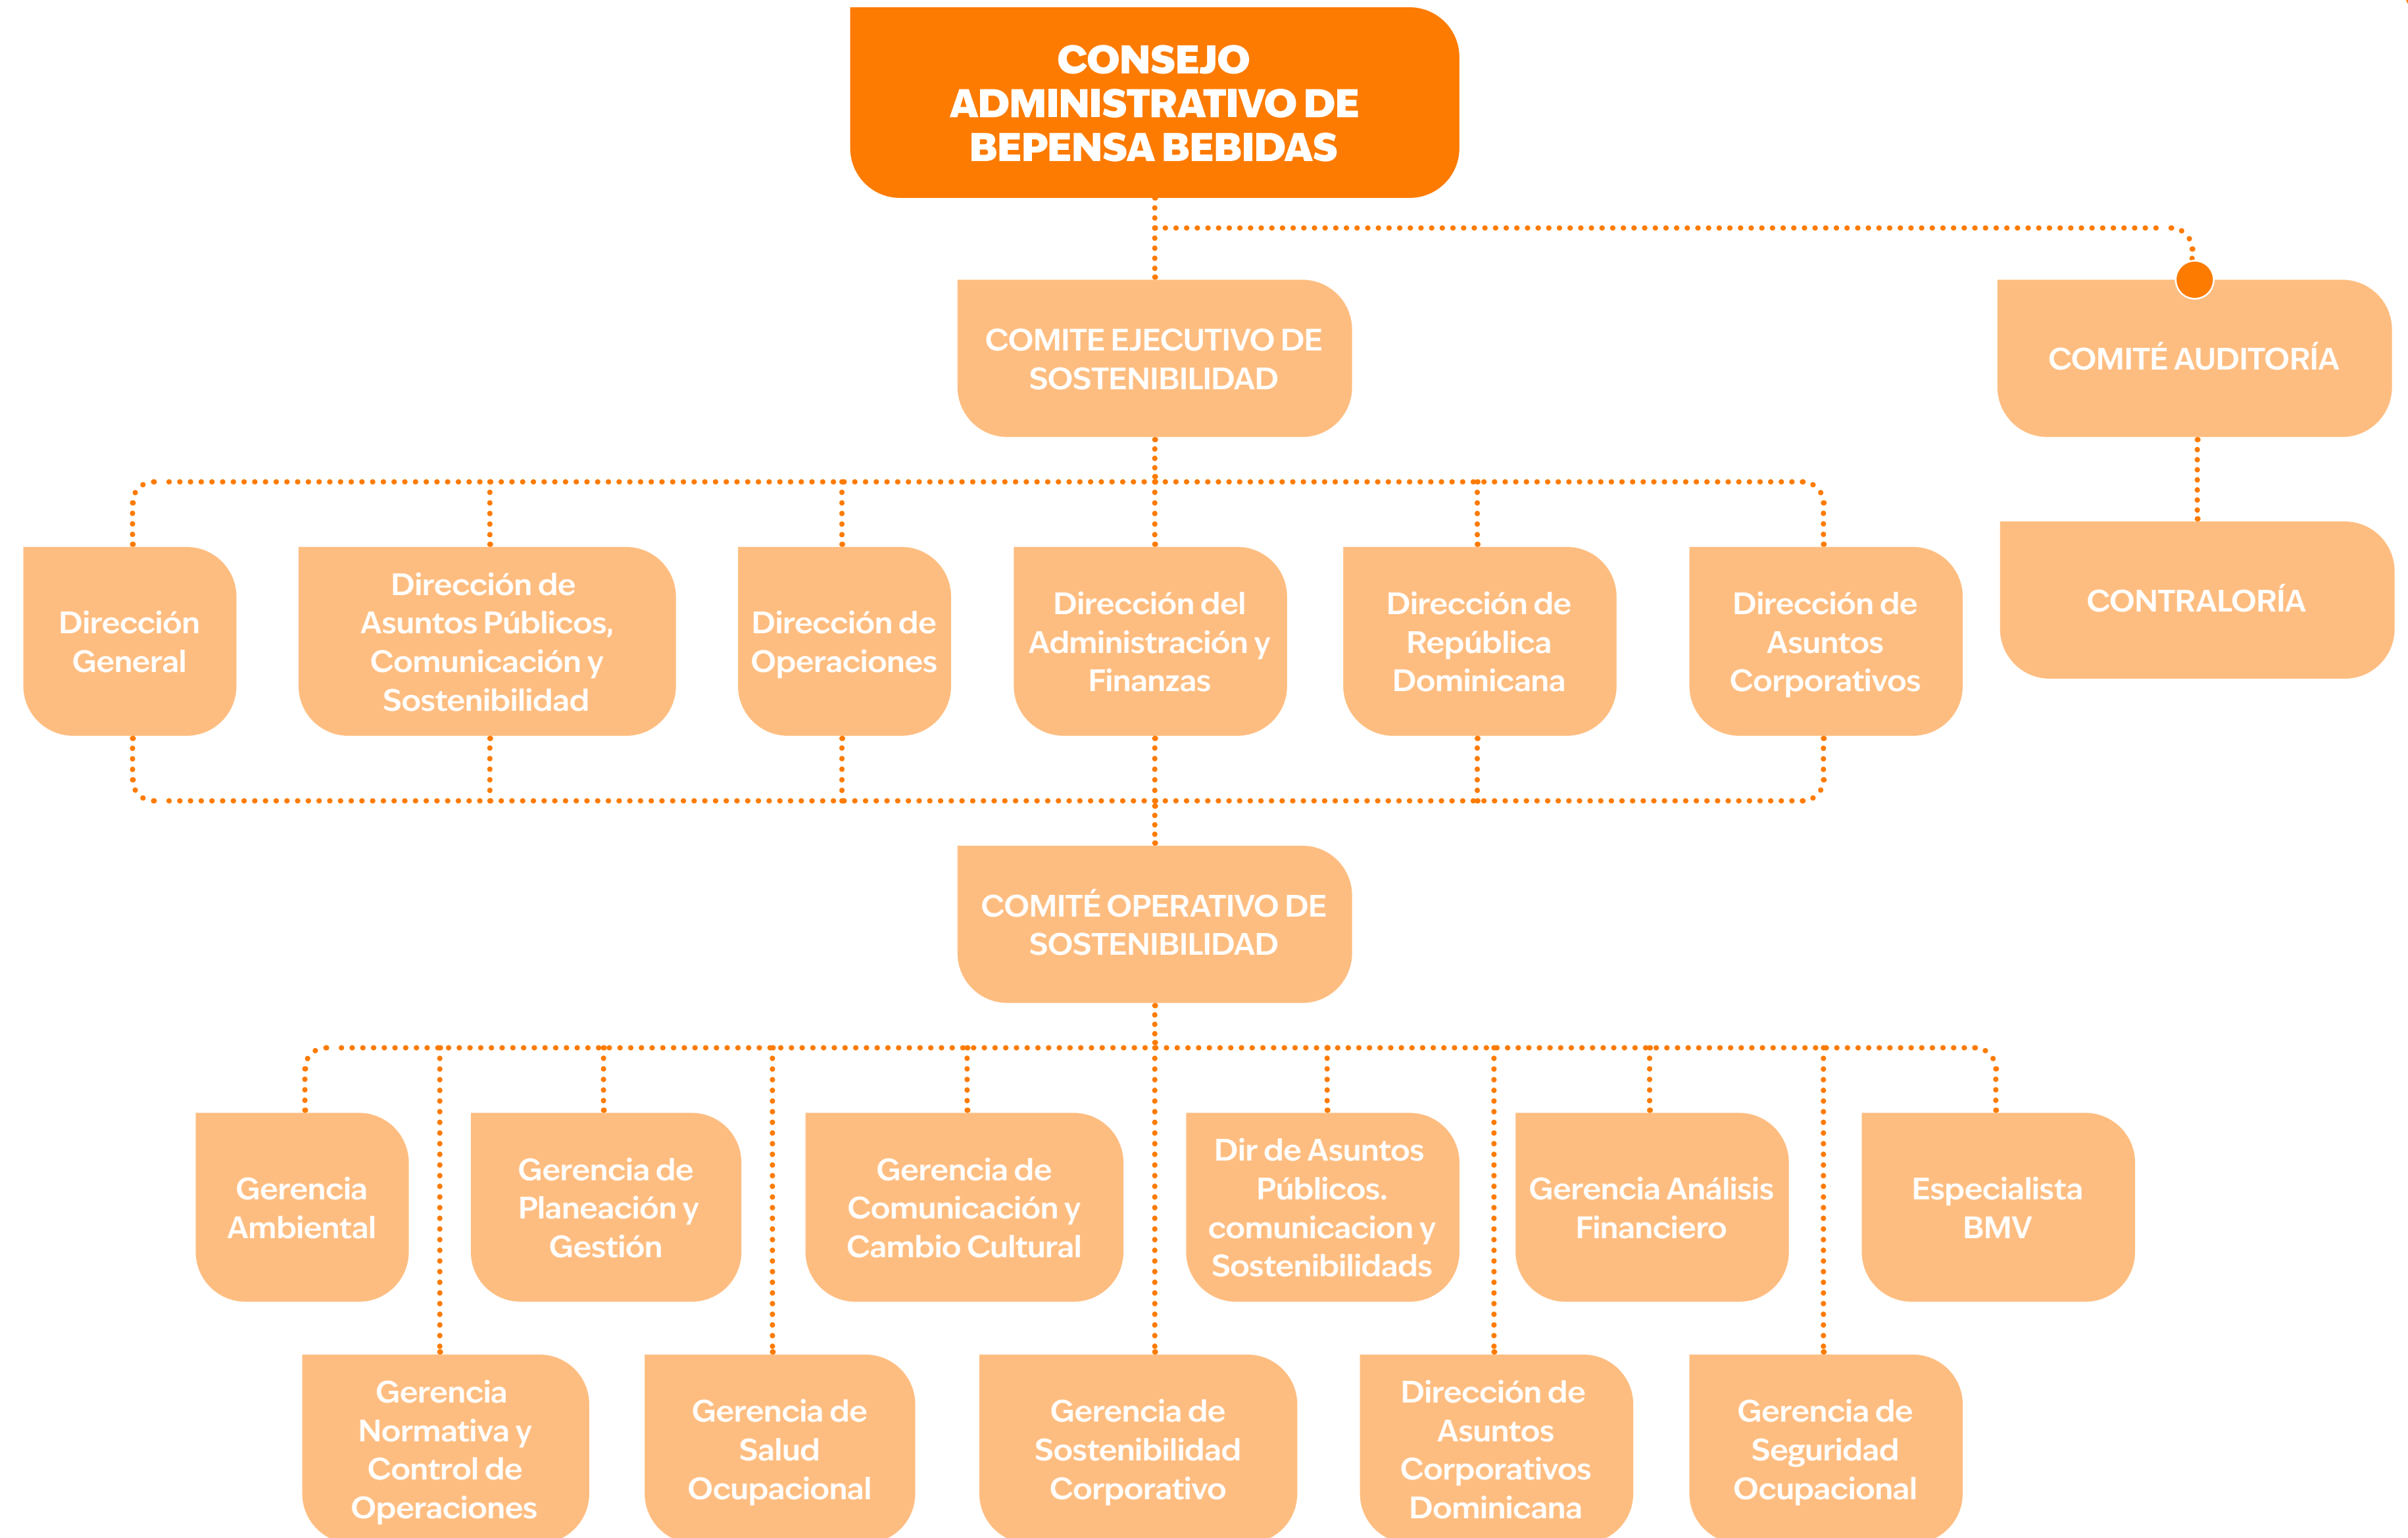 CONSEJO
ADMINISTRATIVO DE
BEPENSA BEBIDAS
COMITE EJECUTIVO DE
SOSTENIBILIDAD
COMITÉ AUDITORÍA
CONTRALORÍA
Dirección
General
Dirección de
Asuntos Públicos,
Comunicación y
Sostenibilidad
Dirección de
Operaciones
Dirección del
Administración y
Finanzas
Dirección de
República
Dominicana
Dirección de
Asuntos
Corporativos
COMITÉ OPERATIVO DE
SOSTENIBILIDAD
Gerencia
Ambiental
Gerencia de
Planeación y
Gestión
Gerencia de
Comunicación y
Cambio Cultural
Dir de Asuntos
Públicos.
comunicacion y
Sostenibilidads
Gerencia Análisis
Financiero
Especialista
BMV
Gerencia
Normativa y
Control de
Operaciones
Gerencia de
Salud
Ocupacional
Gerencia de
Sostenibilidad
Corporativo
Dirección de
Asuntos
Corporativos
Dominicana
Gerencia de
Seguridad
Ocupacional